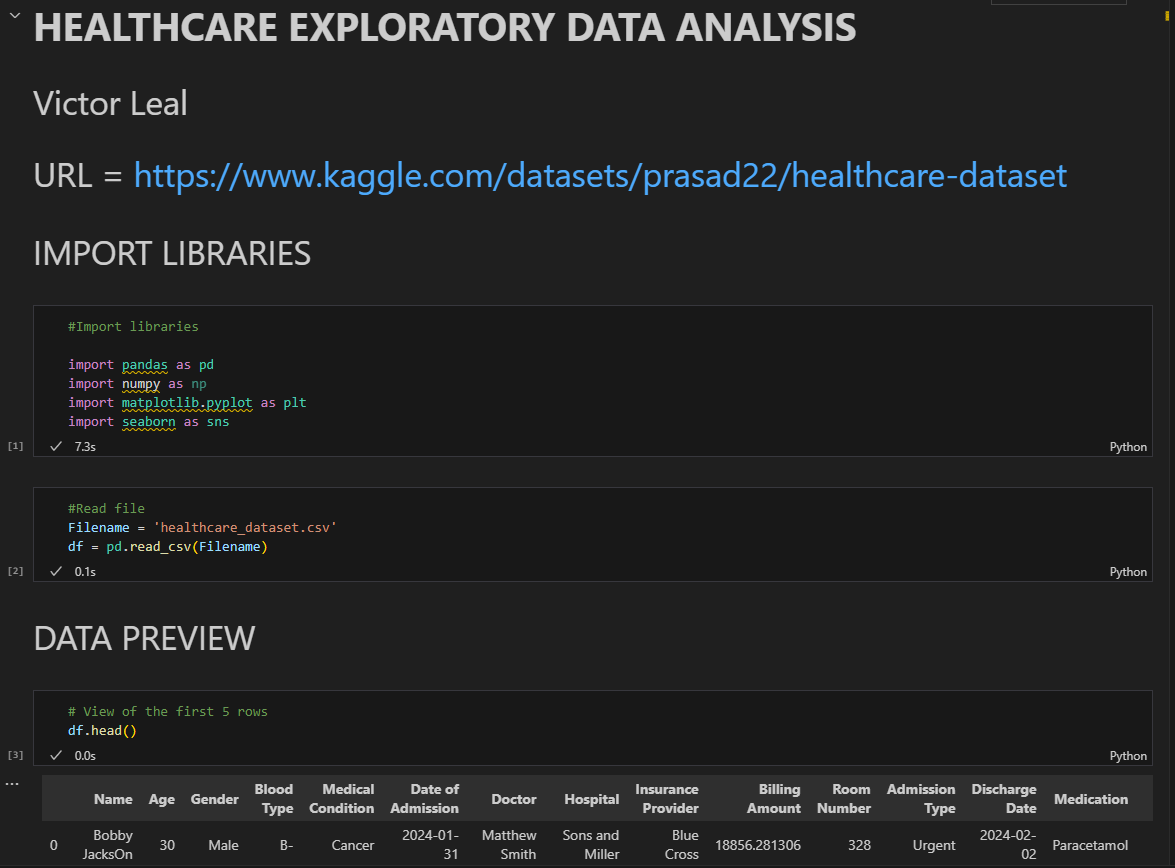 HEALTHCARE EXPLORATORY DATA ANALYSIS
Victor Leal
URL = https://www.kaggle.com/datasets/prasad22/healthcare-dataset
IMPORT LIBRARIES
#Import libraries
import pandas as pd
import numpy as np
import matplotlib.pyplot as plt
import seaborn as sns
[1] ✓ 7.3s Python
#Read file
Filename = 'healthcare_dataset.csv'
df = pd.read_csv(Filename)
[2] ✓ 0.1s Python
DATA PREVIEW
# View of the first 5 rows
df.head()
[3] ✓ 0.0s Python
...
Name Age Gender Blood Type Medical Condition Date of Admission Doctor Hospital Insurance Provider Billing Amount Room Number Admission Type Discharge Date Medication
0 Bobby JacksOn 30 Male B- Cancer 2024-01-31 Matthew Smith Sons and Miller Blue Cross 18856.281306 328 Urgent 2024-02-02 Paracetamol